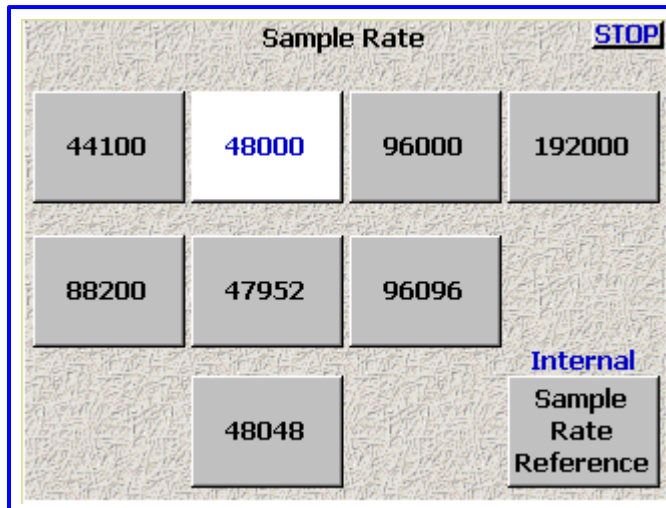 Sample Rate STOP
44100 48000 96000 192000
88200 47952 96096
Internal
48048
Sample
Rate
Reference